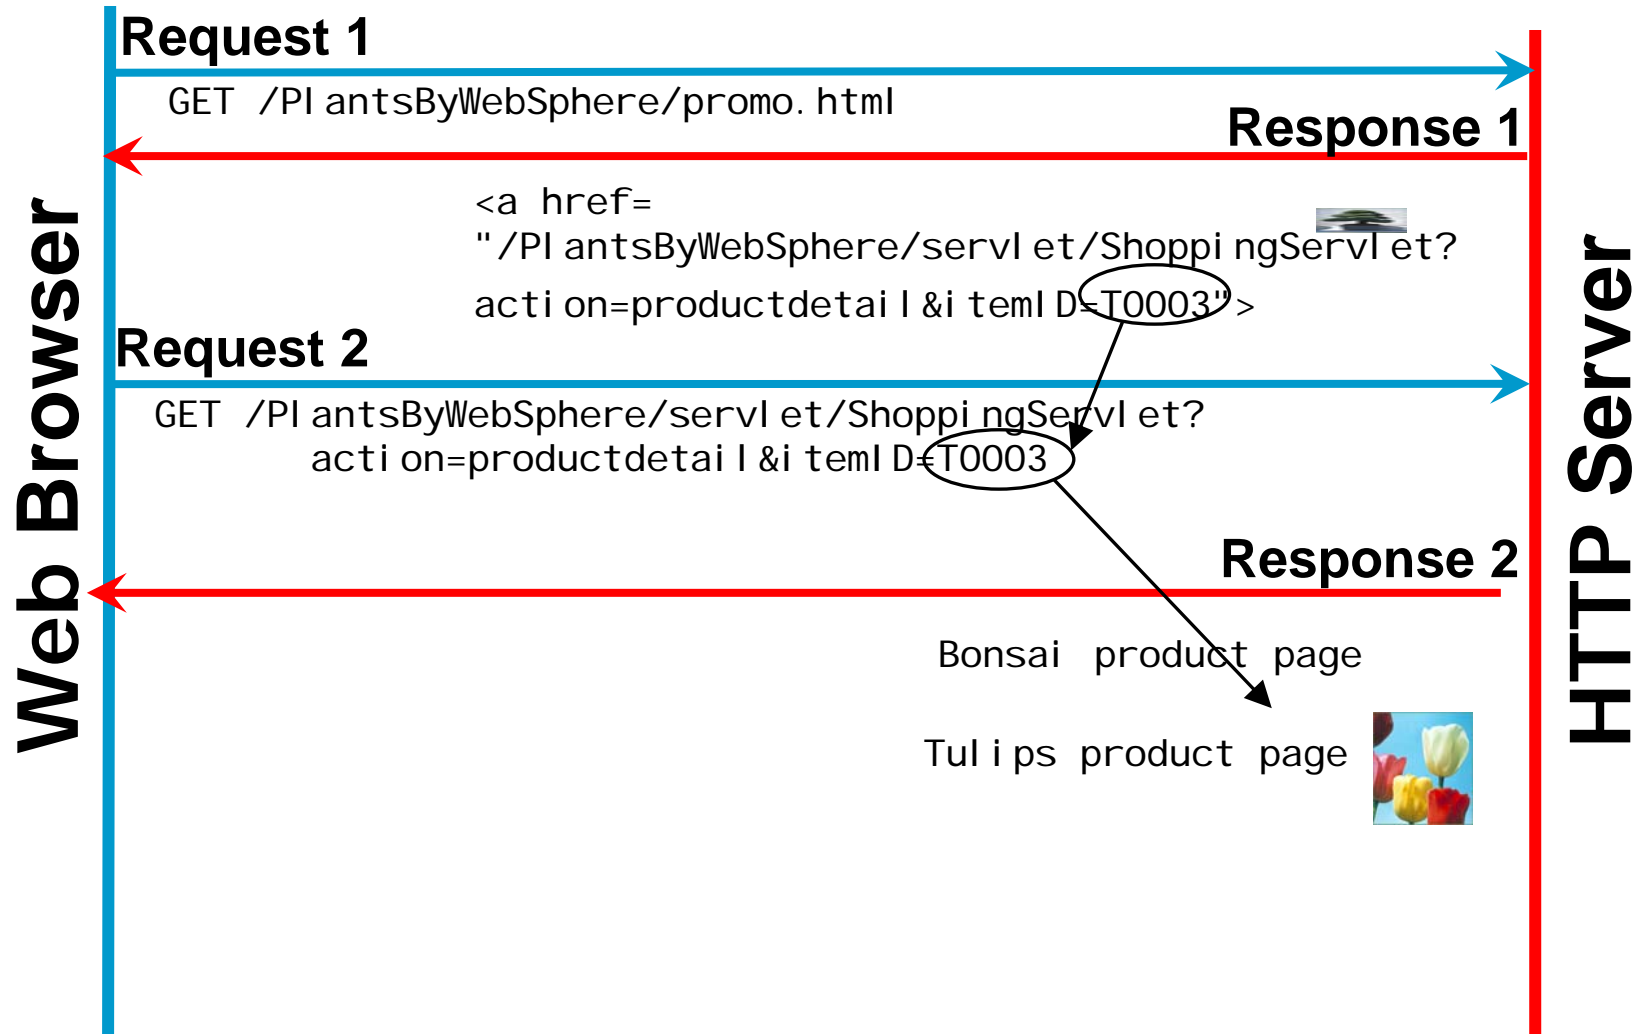 Request 1
GET /PlantsByWebSphere/promo.html
Response 1
<a href=
"/PlantsByWebSphere/servlet/ShoppingServlet?
action=productdetail&itemID=T0003">
Request 2
GET /PlantsByWebSphere/servlet/ShoppingServlet?
action=productdetail&itemID=T0003
Response 2
Bonsai product page
Tulips product page
Web Browser
HTTP Server